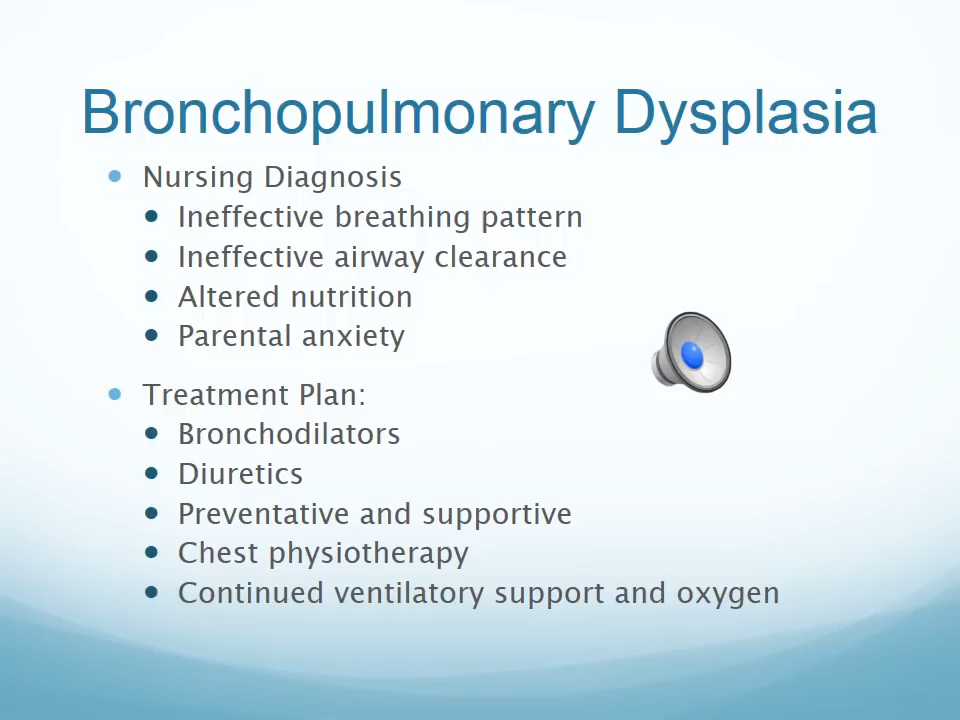 Bronchopulmonary Dysplasia
Nursing Diagnosis
Ineffective breathing pattern
Ineffective airway clearance
Altered nutrition
Parental anxiety
Treatment Plan:
Bronchodilators
Diuretics
Preventative and supportive
Chest physiotherapy
Continued ventilatory support and oxygen